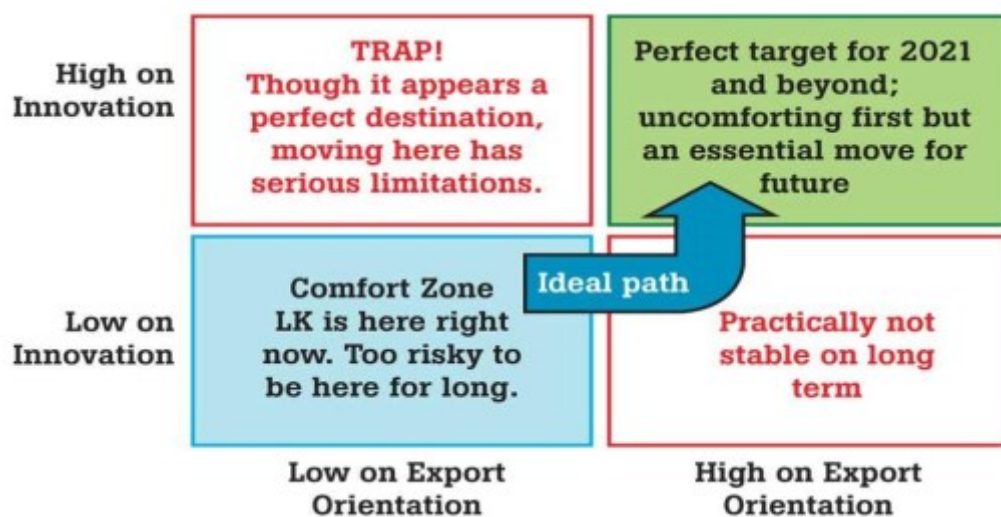 High on
Innovation
TRAP!
Though it appears a
perfect destination,
moving here has
serious limitations.
Perfect target for 2021
and beyond;
uncomforting first but
an essential move for
future
Low on
Innovation
Comfort Zone
LK is here right
now. Too risky to
be here for long.
Ideal path
Practically not
stable on long
term
Low on Export
Orientation
High on Export
Orientation